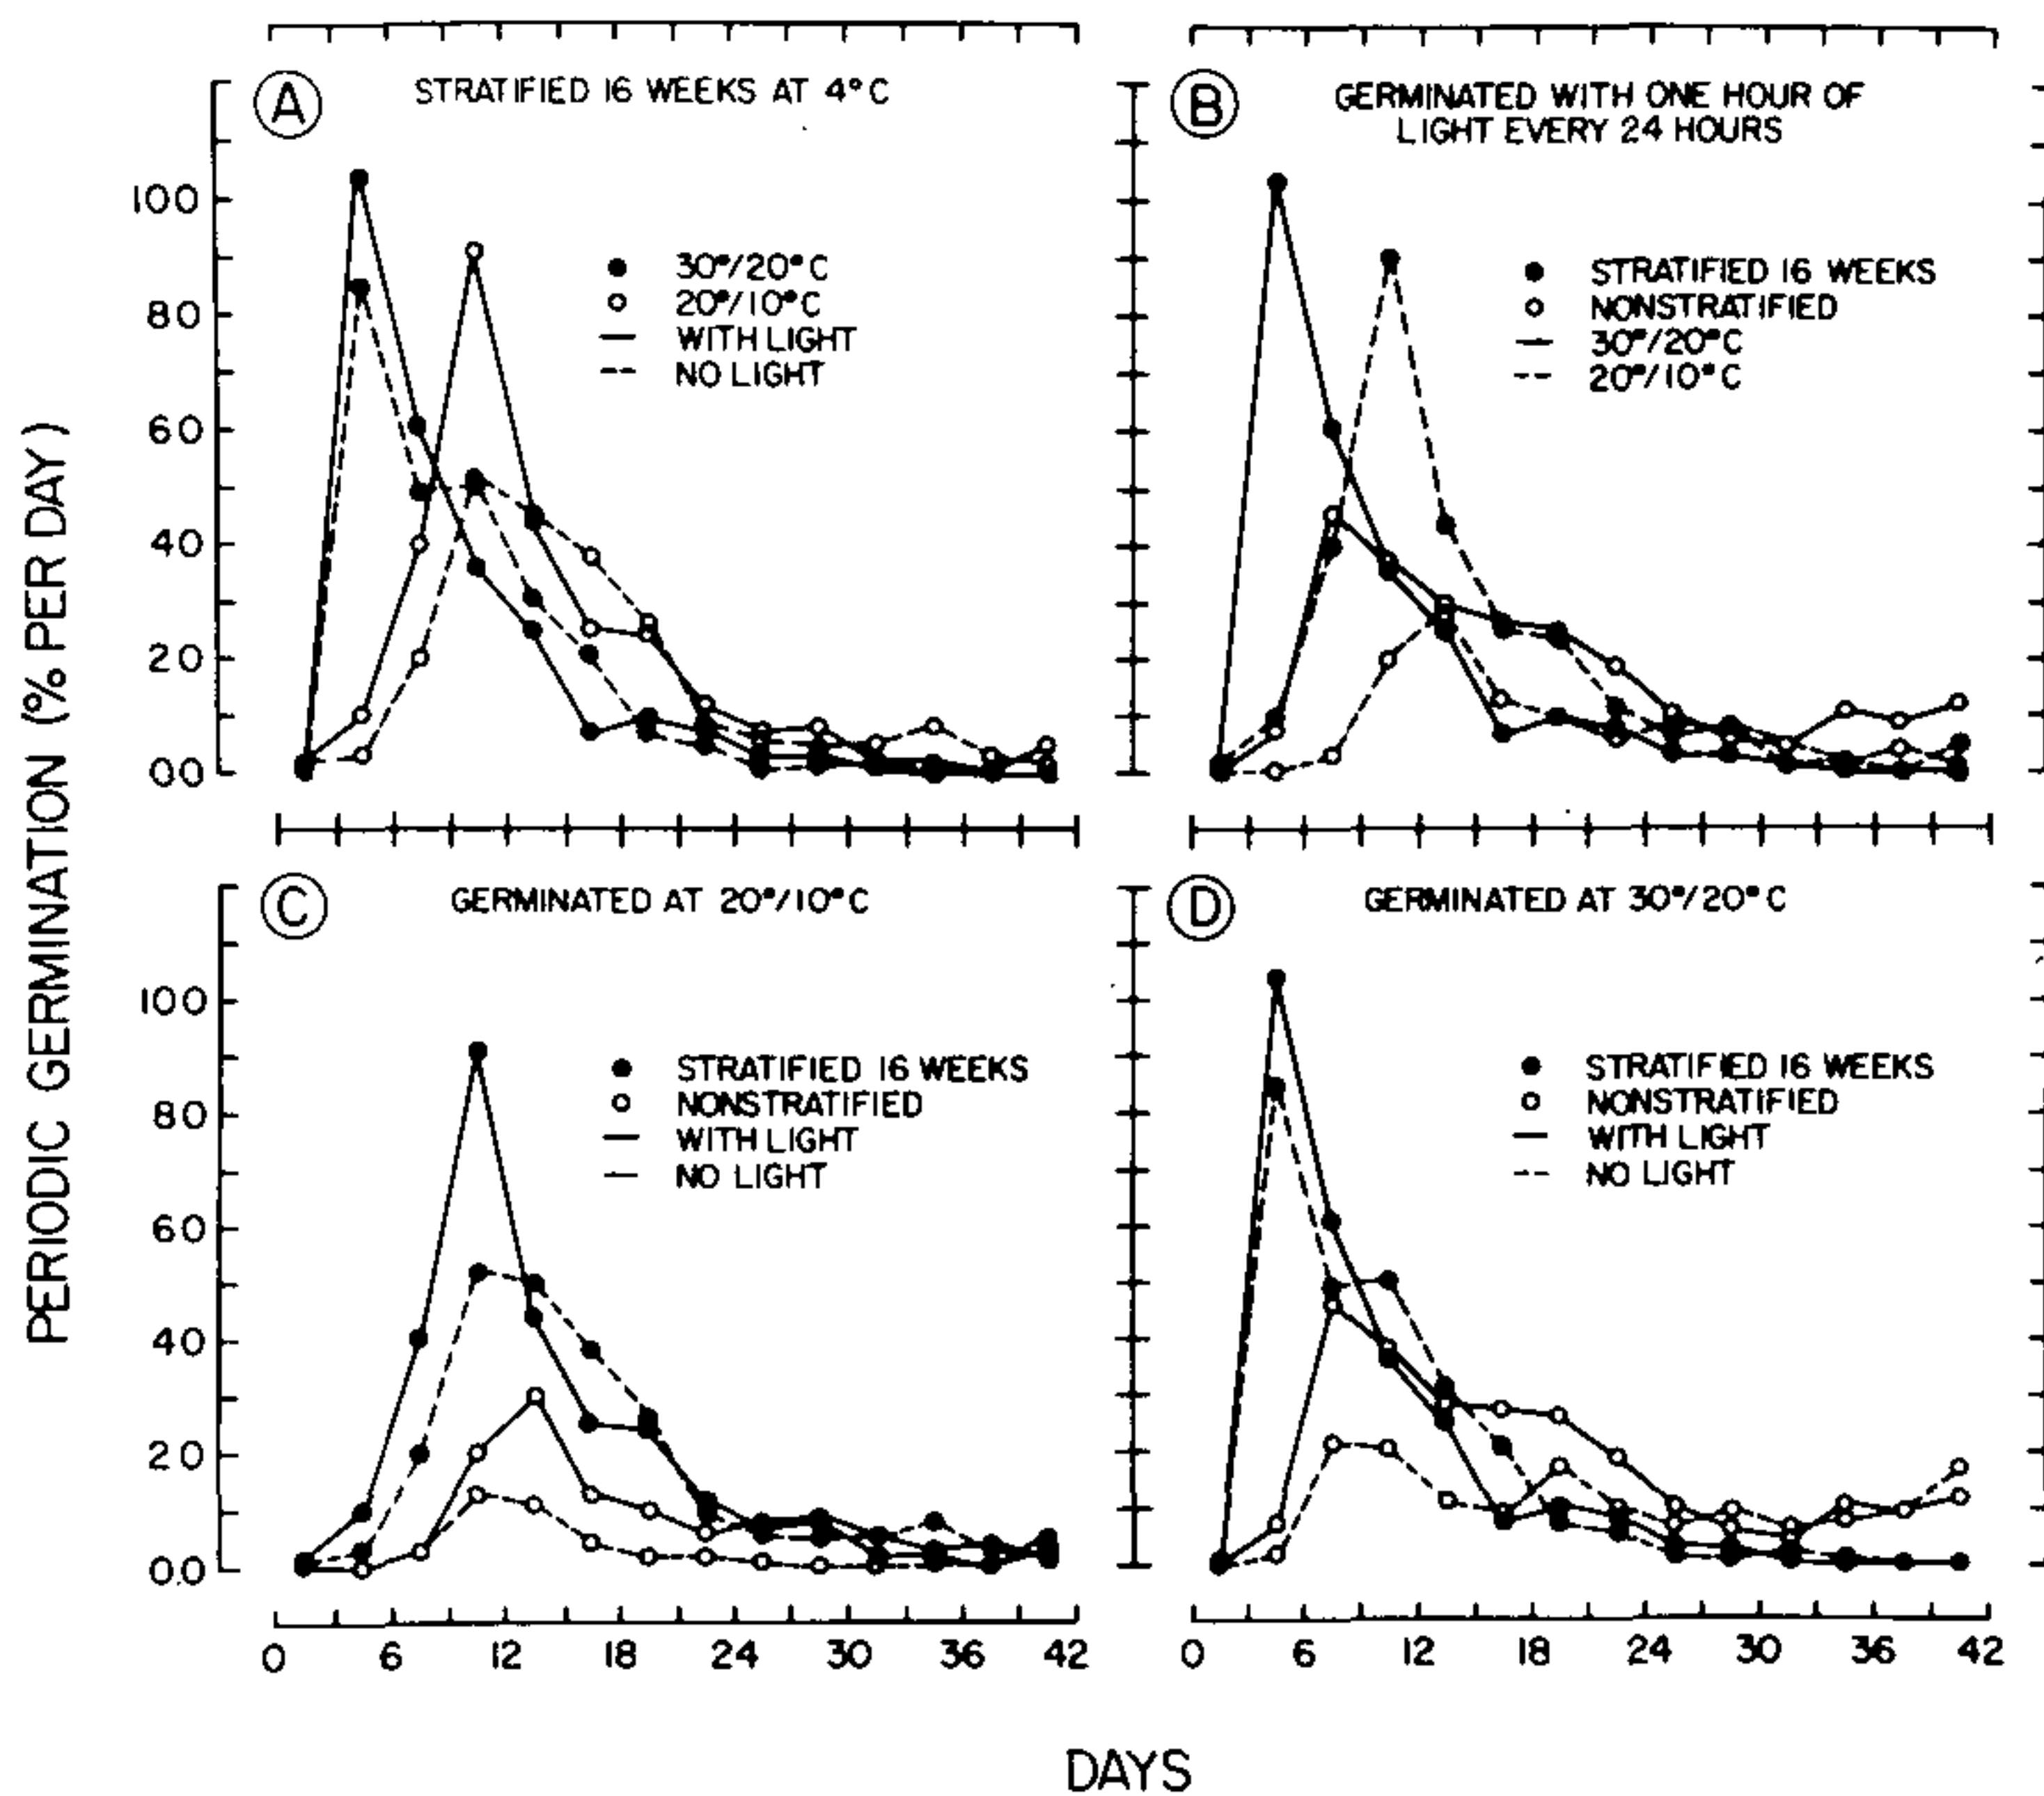 PERIODIC GERMINATION (% PER DAY)
A
STRATIFIED 16 WEEKS AT 4°C
100
80
60
40
20
00
30°/20°C
20°/10°C
WITH LIGHT
NO LIGHT
B
GERMINATED WITH ONE HOUR OF
LIGHT EVERY 24 HOURS
STRATIFIED 16 WEEKS
NONSTRATIFIED
30°/20°C
20°/10°C
C
GERMINATED AT 20°/10°C
100
80
60
40
20
0.0
STRATIFIED 16 WEEKS
NONSTRATIFIED
WITH LIGHT
NO LIGHT
0 6 12 18 24 30 36 42
D
GERMINATED AT 30°/20°C
STRATIFIED 16 WEEKS
NONSTRATIFIED
WITH LIGHT
NO LIGHT
0 6 12 18 24 30 36 42
DAYS